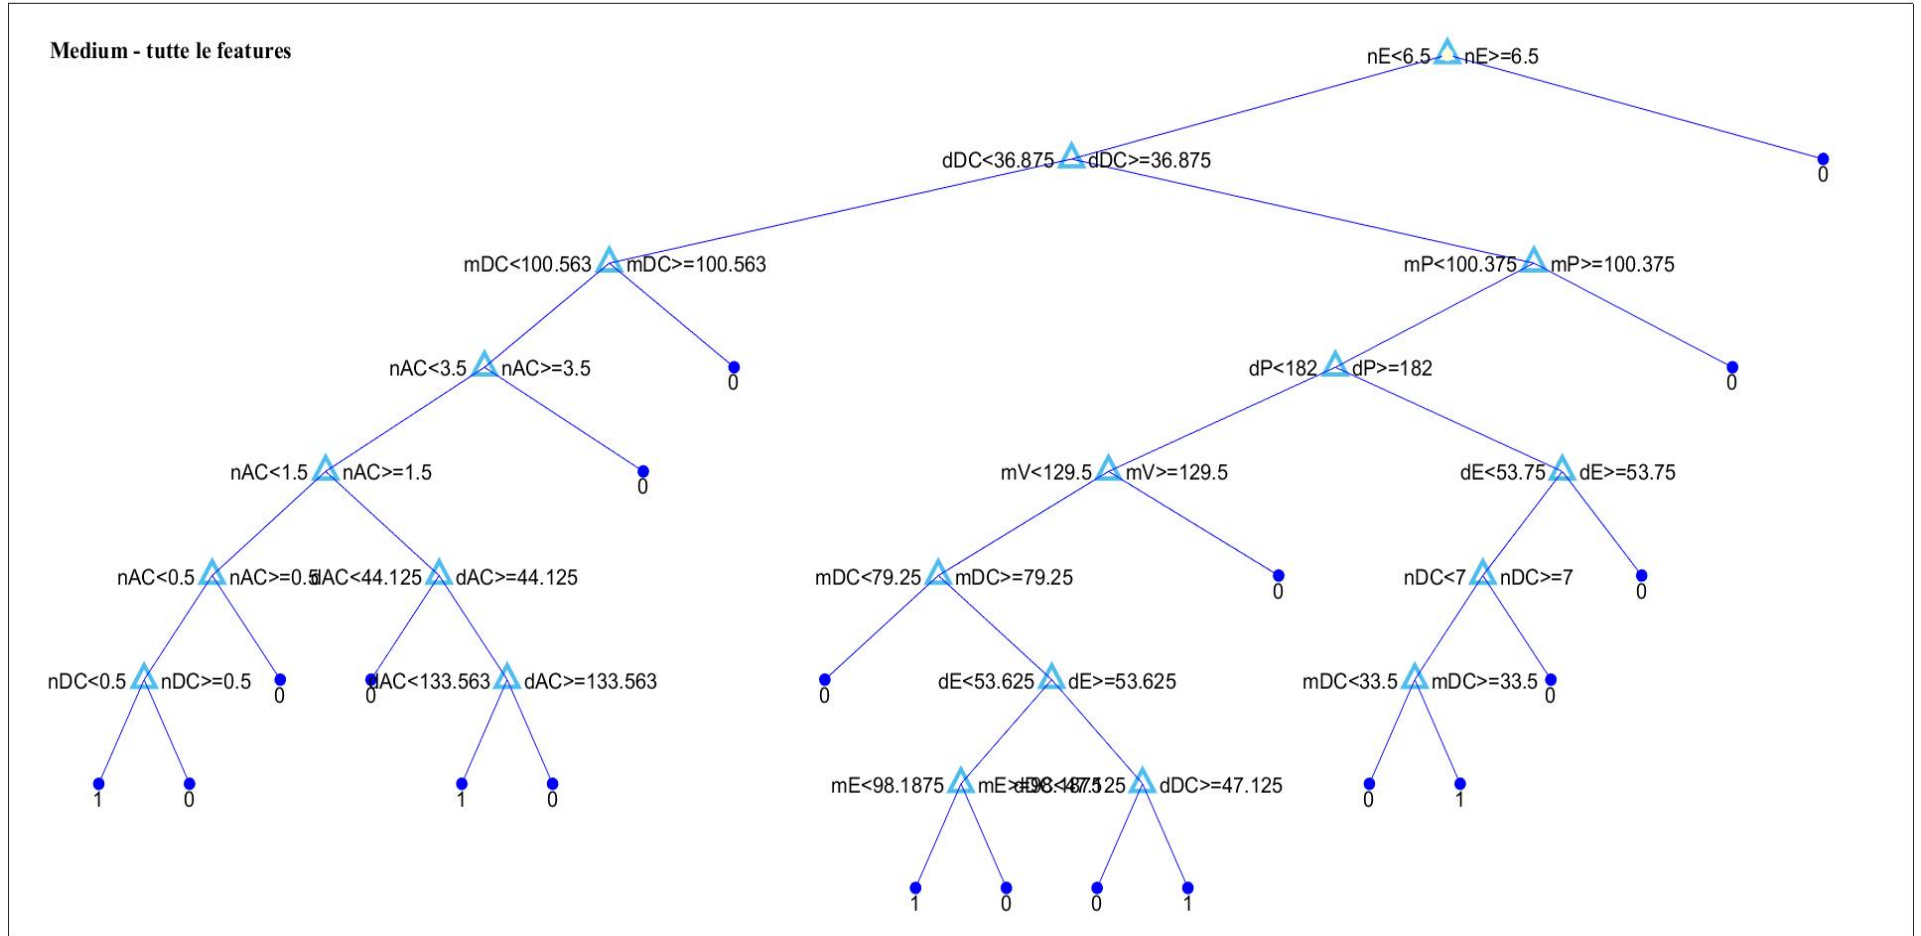 Medium - tutte le features
nE<6.5 nE>=6.5
dDC<36.875 dDC>=36.875
0
mDC<100.563 mDC>=100.563 mP<100.375 mP>=100.375
nAC<3.5 nAC>=3.5 0 dP<182 dP>=182 0
nAC<1.5 nAC>=1.5 0 mV<129.5 mV>=129.5 dE<53.75 dE>=53.75
nAC<0.5 nAC>=0.5 dAC<44.125 dAC>=44.125 mDC<79.25 mDC>=79.25 0 nDC<7 nDC>=7 0
nDC<0.5 nDC>=0.5 0 0 dAC<133.563 dAC>=133.563 0 dE<53.625 dE>=53.625 mDC<33.5 mDC>=33.5 0
1 0 1 0 mE<98.1875 mE>=98.1875 dDC<47.125 dDC>=47.125 0 1
1 0 0 1